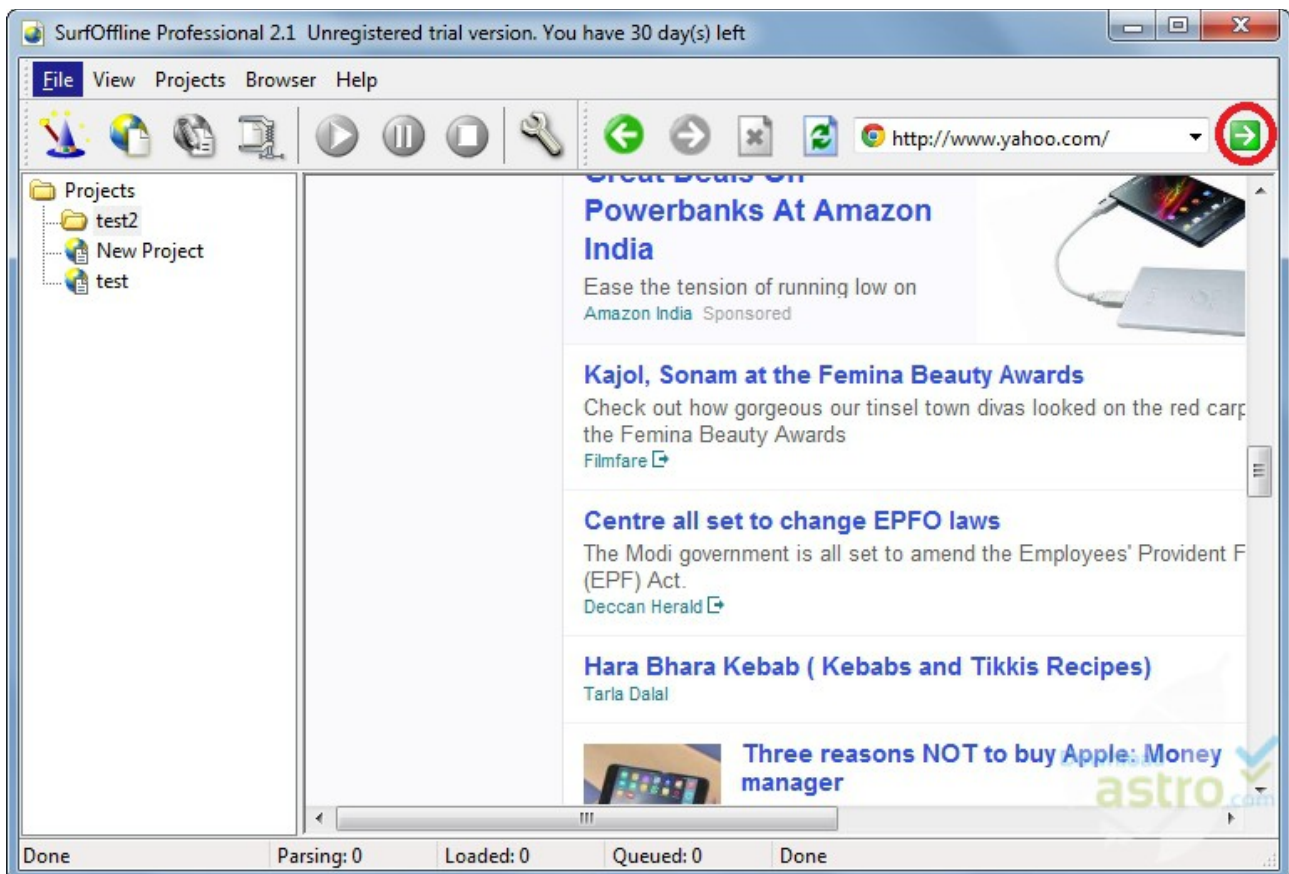 SurfOffline Professional 2.1 Unregistered trial version. You have 30 day(s) left
File View Projects Browser Help
http://www.yahoo.com/
Projects
test2
New Project
test
Great Deals On
Powerbanks At Amazon
India
Ease the tension of running low on
Amazon India Sponsored
Kajol, Sonam at the Femina Beauty Awards
Check out how gorgeous our tinsel town divas looked on the red carp
the Femina Beauty Awards
Filmfare
Centre all set to change EPFO laws
The Modi government is all set to amend the Employees' Provident F
(EPF) Act.
Deccan Herald
Hara Bhara Kebab ( Kebabs and Tikkis Recipes)
Tarla Dalal
Three reasons NOT to buy Apple: Money
manager
Download
astro.com
Done Parsing: 0 Loaded: 0 Queued: 0 Done